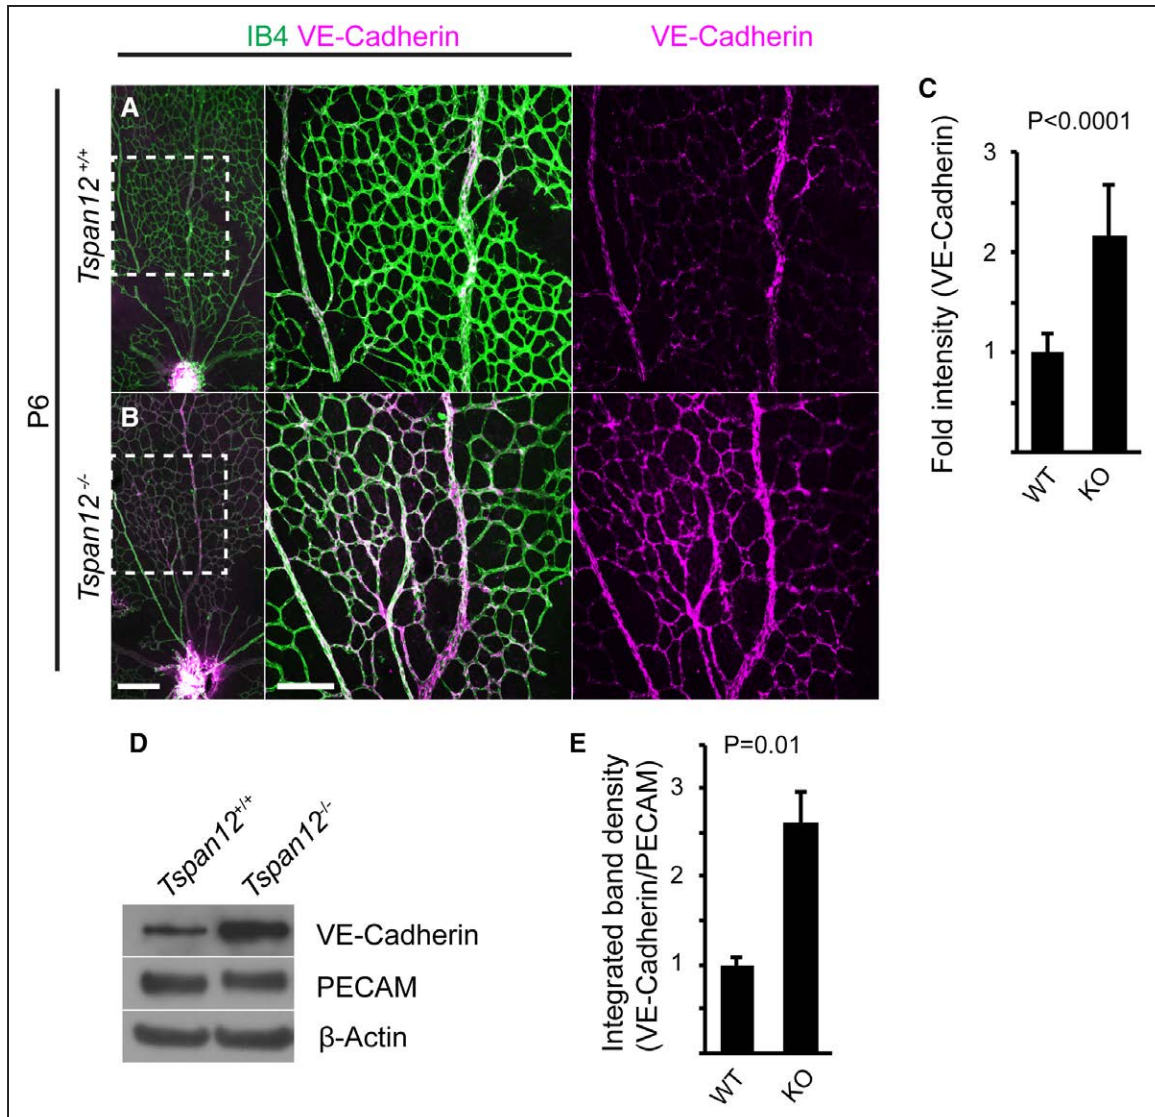 IB4 VE-Cadherin
VE-Cadherin
P6
A
Tspan12+/+
B
Tspan12-/-
C
P<0.0001
Fold intensity (VE-Cadherin)
3
2
1
WT
KO
D
Tspan12+/+
Tspan12-/-
VE-Cadherin
PECAM
β-Actin
E
P=0.01
Integrated band density
(VE-Cadherin/PECAM)
3
2
1
WT
KO